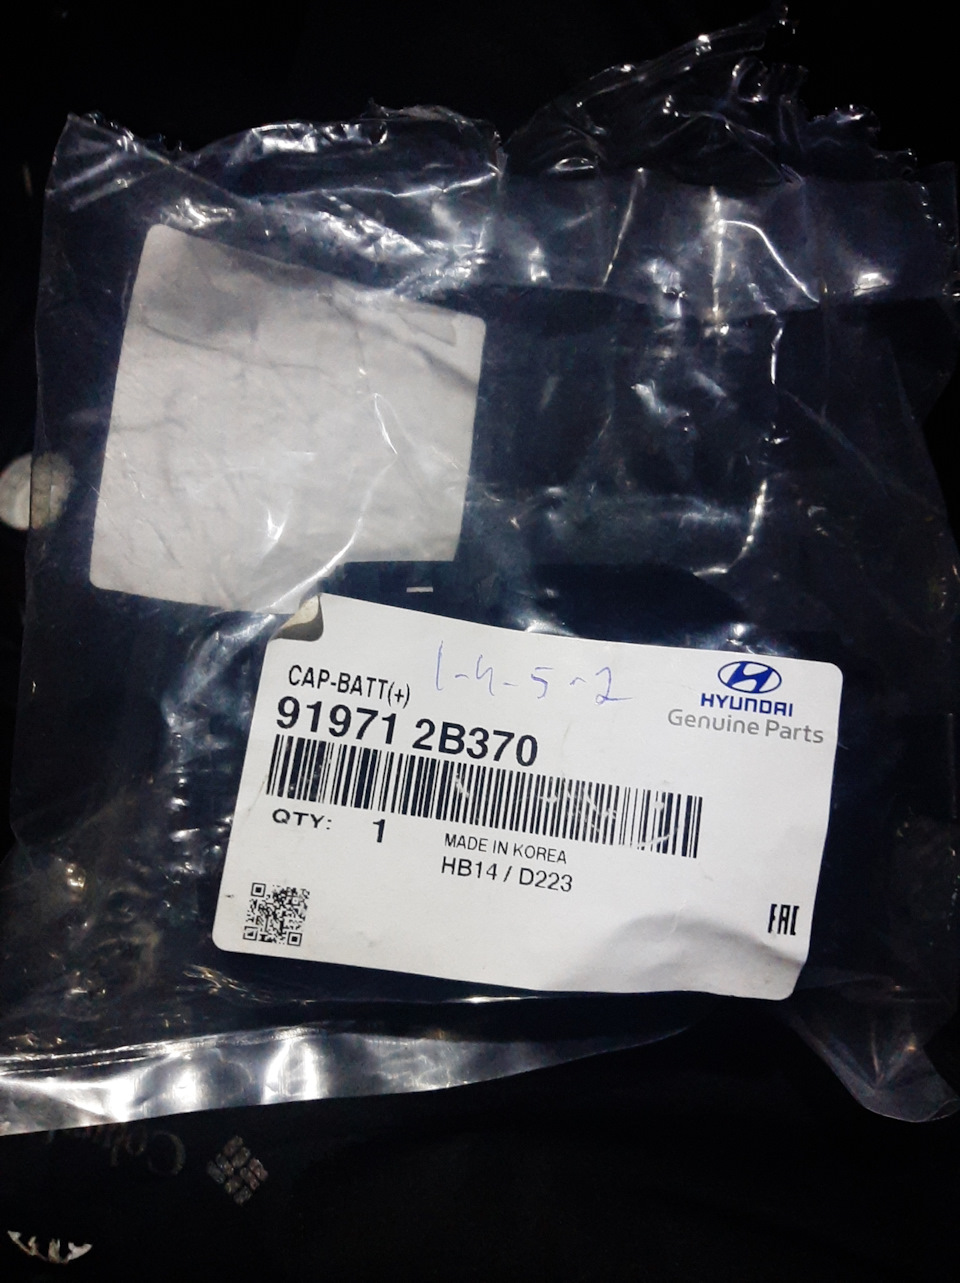 1-4-5-2
CAP-BATT(+)
91971 2B370
HYUNDAI
Genuine Parts
QTY: 1
MADE IN KOREA
HB14 / D223
EAC
Columbia